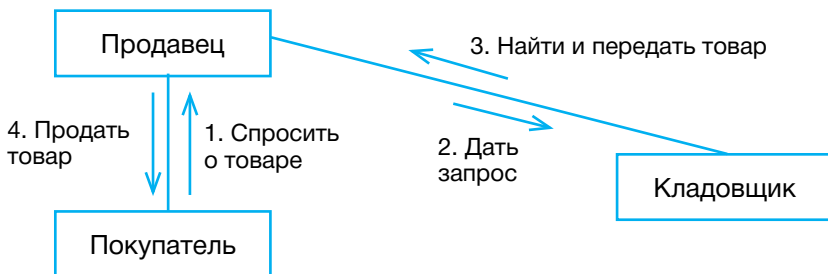 Продавец
3. Найти и передать товар
4. Продать
товар
1. Спросить
о товаре
2. Дать
запрос
Кладовщик
Покупатель